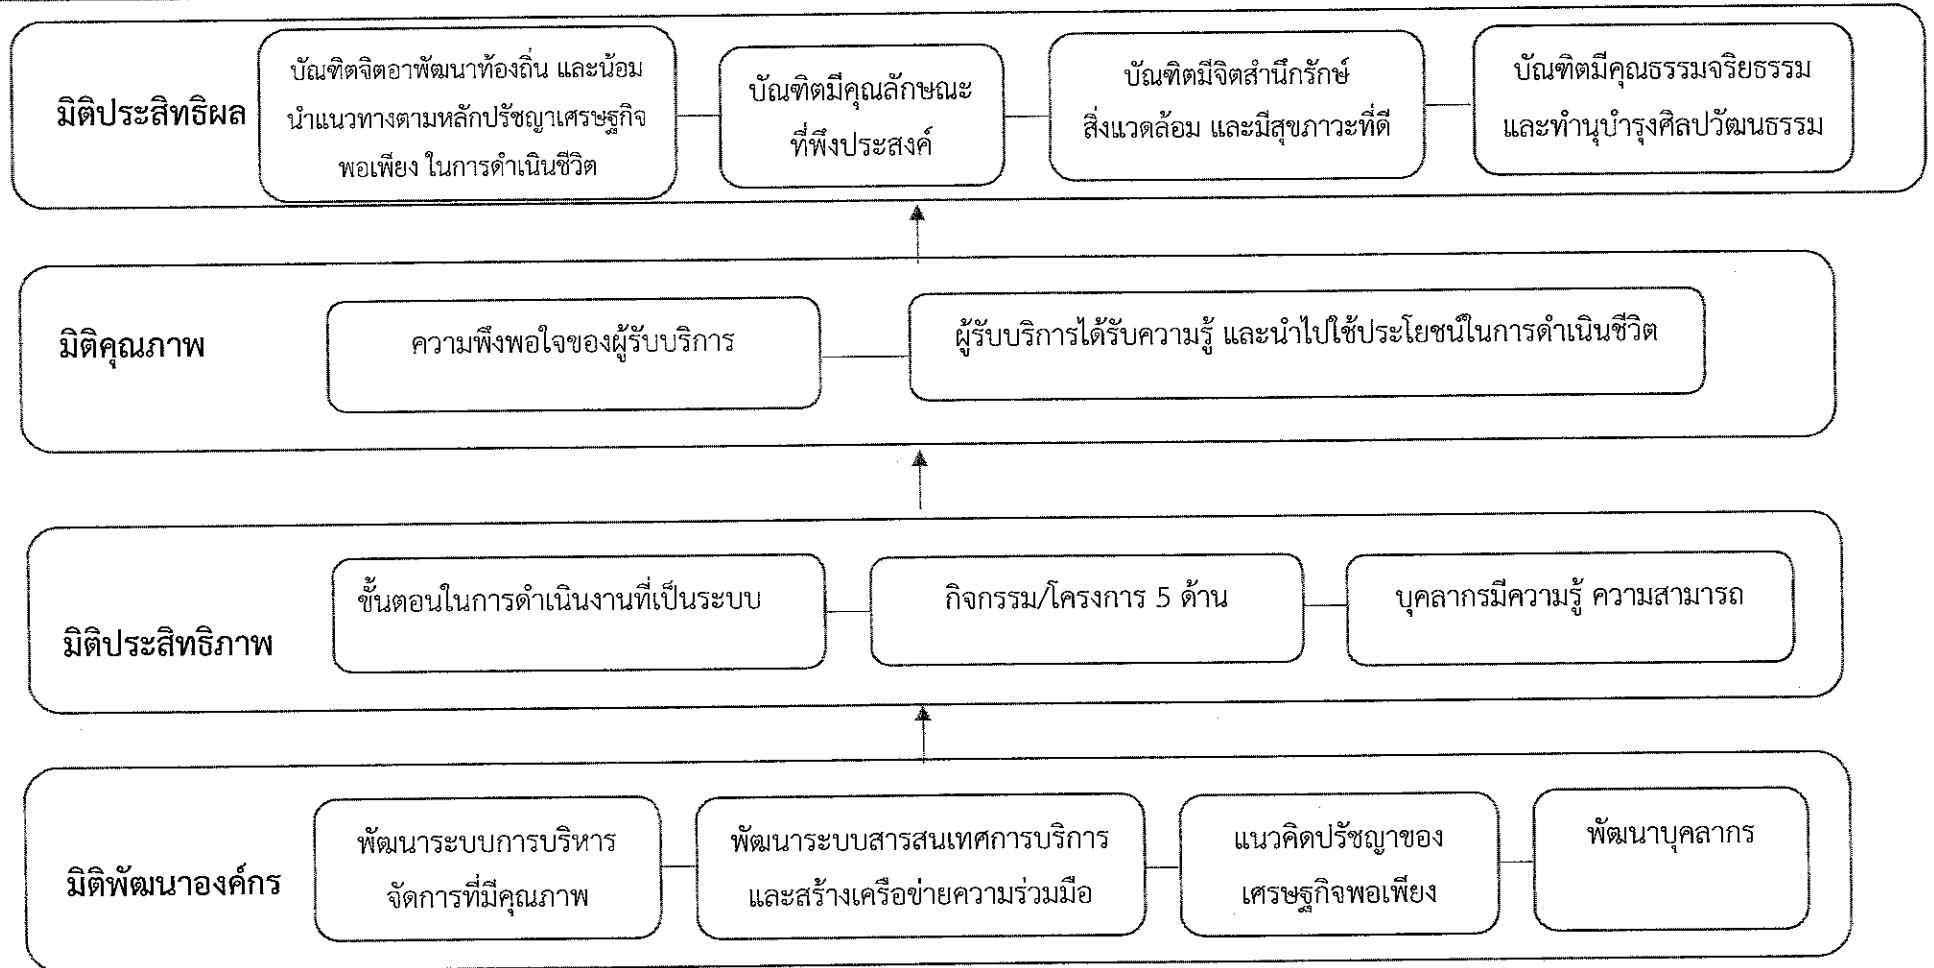 มิติประสิทธิผล
บัณฑิตจิตอาพัฒนาท้องถิ่น และน้อม
นำแนวทางตามหลักปรัชญาเศรษฐกิจ
พอเพียง ในการดำเนินชีวิต
บัณฑิตมีคุณลักษณะ
ที่พึงประสงค์
บัณฑิตมีจิตสำนึกรักษ์
สิ่งแวดล้อม และมีสุขภาวะที่ดี
บัณฑิตมีคุณธรรมจริยธรรม
และทำนุบำรุงศิลปวัฒนธรรม
มิติคุณภาพ
ความพึงพอใจของผู้รับบริการ
ผู้รับบริการได้รับความรู้ และนำไปใช้ประโยชน์ในการดำเนินชีวิต
มิติประสิทธิภาพ
ขั้นตอนในการดำเนินงานที่เป็นระบบ
กิจกรรม/โครงการ 5 ด้าน
บุคลากรมีความรู้ ความสามารถ
มิติพัฒนาองค์กร
พัฒนาระบบการบริหาร
จัดการที่มีคุณภาพ
พัฒนาระบบสารสนเทศการบริการ
และสร้างเครือข่ายความร่วมมือ
แนวคิดปรัชญาของ
เศรษฐกิจพอเพียง
พัฒนาบุคลากร